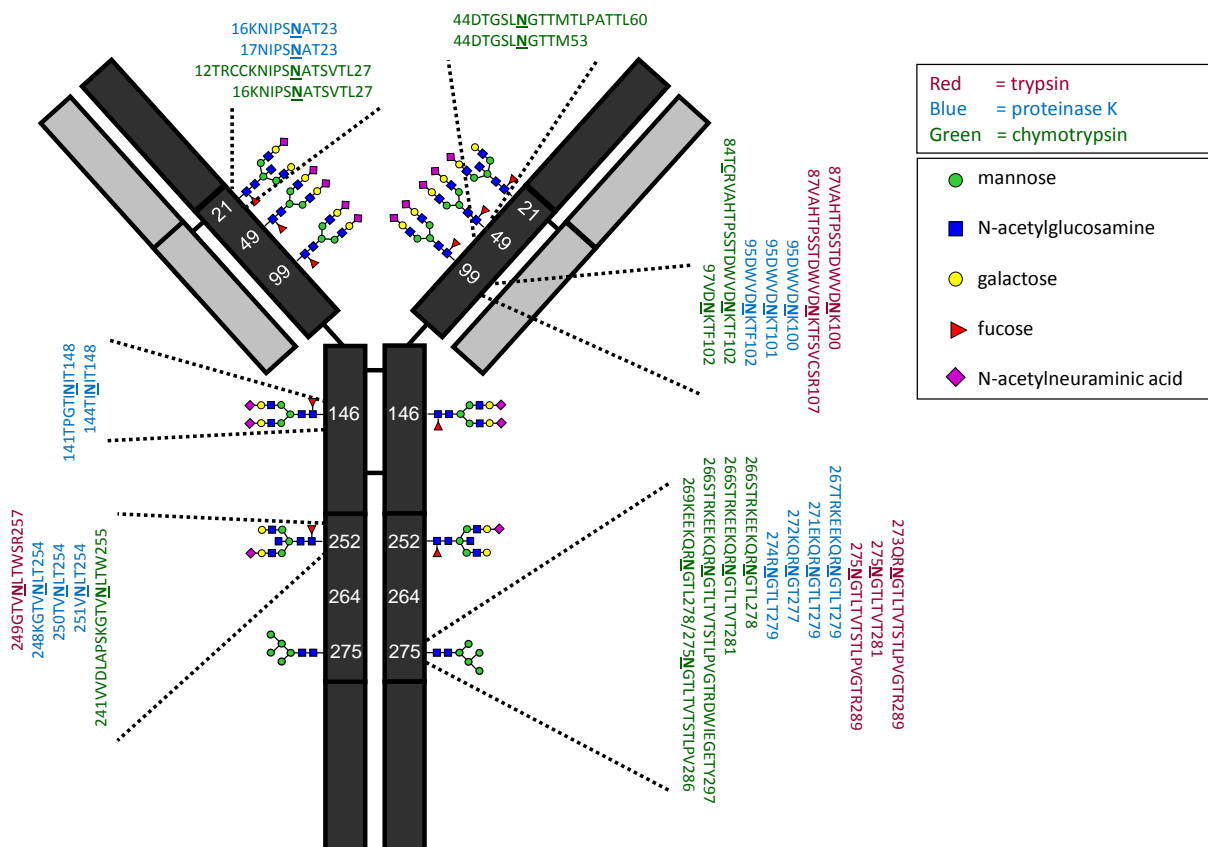 16KNIPSNAT23
17NIPSNAT23
12TRCCKNIPSNATSVTL27
16KNIPSNATSVTL27
44DTGSLNGTTMTLPATTL60
44DTGSLNGTTM53
Red = trypsin
Blue = proteinase K
Green = chymotrypsin
mannose
N-acetylglucosamine
galactose
fucose
N-acetylneuraminic acid
21
49
99
21
49
99
97VDNKTF102
84TCRVAHTPSSTDWVDNKTF102
95DWVDNKTF102
95DWVDNKT101
95DWVDNK100
87VAHTPSSTDWVDNKTFSVCSR107
87VAHTPSSTDWVDNK100
141TPGTINIT148
144TINIT148
146
146
249GTVNLTWSR257
248KGTVNLT254
250TVNLT254
251VNLT254
241VVDLAPSKGTVNLTW255
252
252
264
264
275
275
269KEEKQRNGTL278/275NGTLTVTSTLPV286
266STRKEEKQRNGTLTVTSTLPVGTRDWIEGETY297
266STRKEEKQRNGTLTVT281
266STRKEEKQRNGTL278
274RNGTLT279
272KQRNGT277
271EKQRNGTLT279
267TRKEEKQRNGTLT279
275NGTLTVTSTLPVGTR289
275NGTLTVT281
273QRNGTLTVTSTLPVGTR289